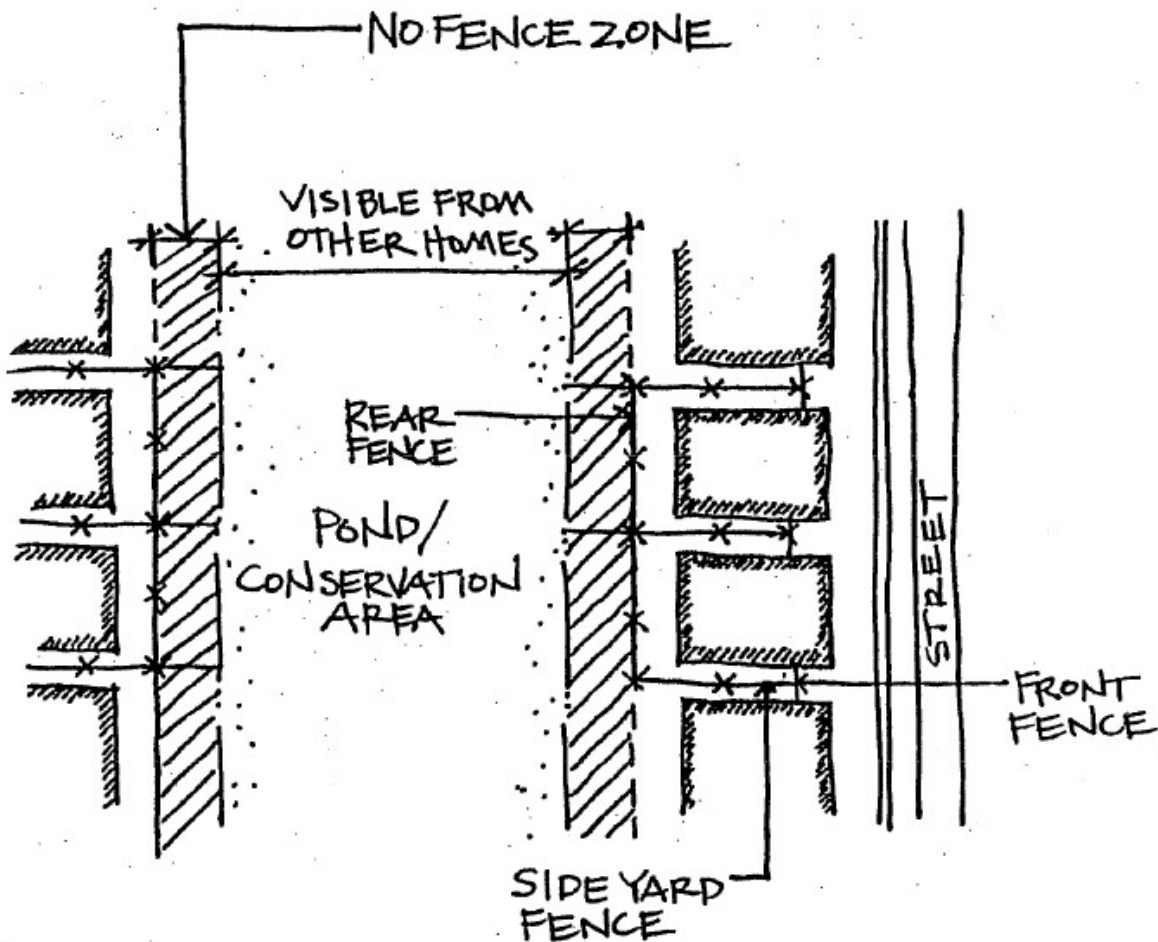 NO FENCE ZONE
VISIBLE FROM
OTHER HOMES
REAR
FENCE
POND/
CONSERVATION
AREA
STREET
FRONT
FENCE
SIDE YARD
FENCE